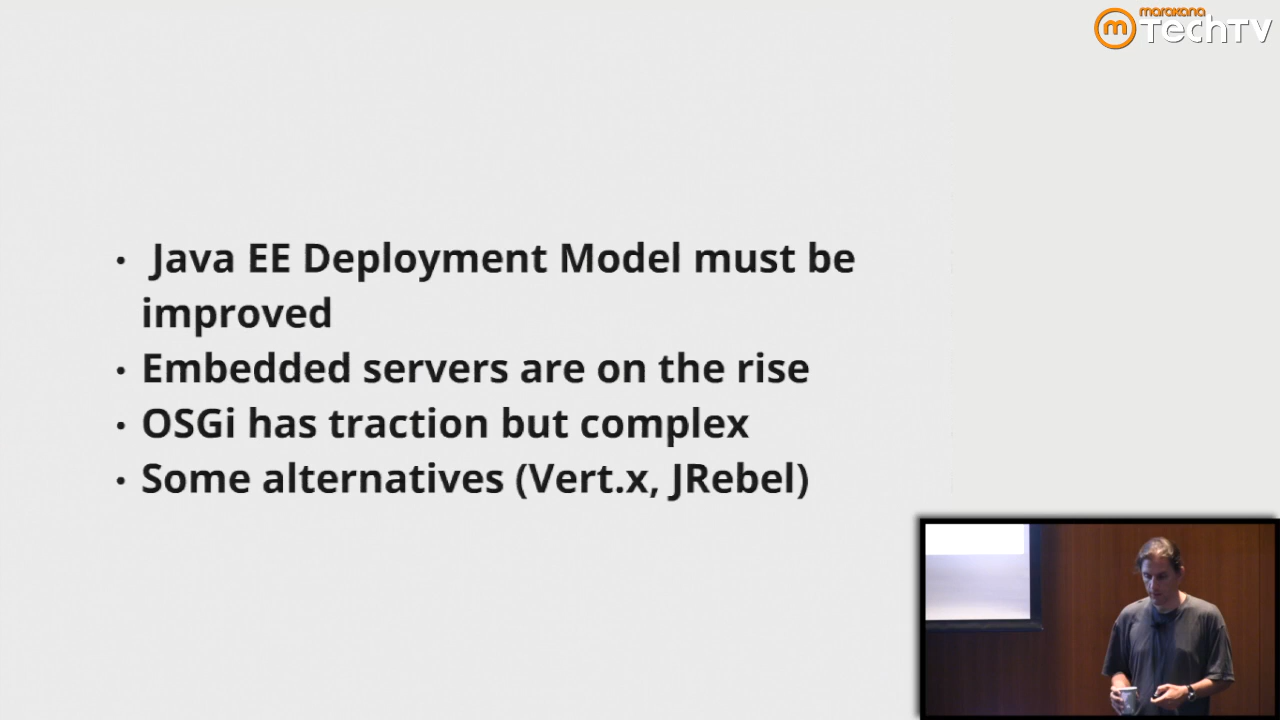 marakana
TechTV
• Java EE Deployment Model must be
improved
• Embedded servers are on the rise
• OSGi has traction but complex
• Some alternatives (Vert.x, JRebel)